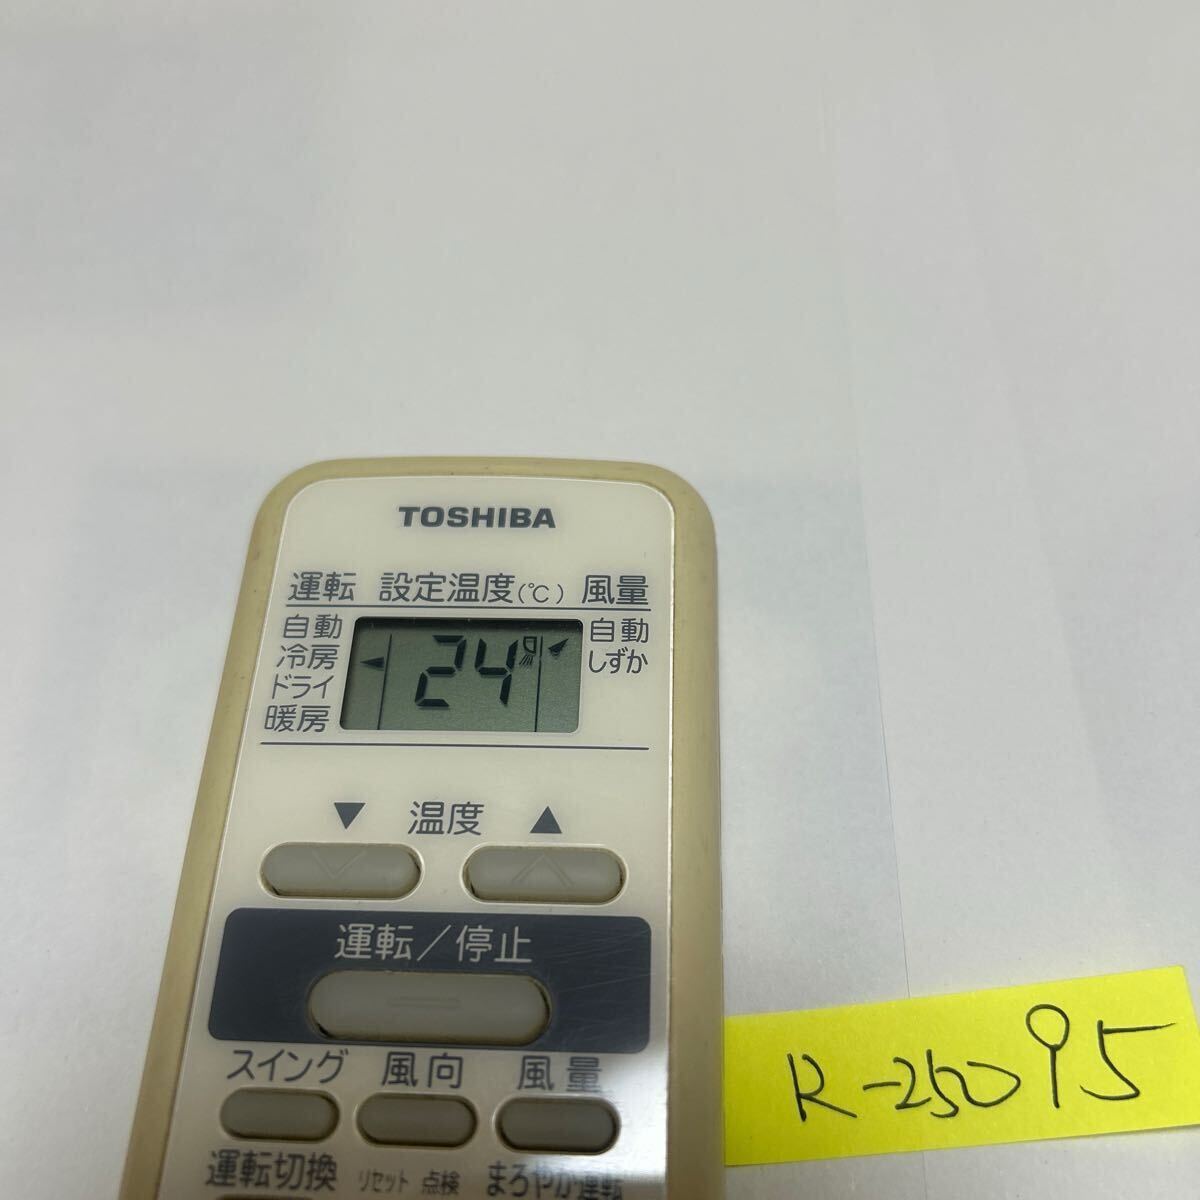 TOSHIBA
運転 設定温度(℃) 風量
自動
冷房
ドライ
暖房
24
自動
しずか
▼ 温度 ▲
運転/停止
スイング 風向 風量
運転切換 リセット 点検 まろやか運転
R-25095